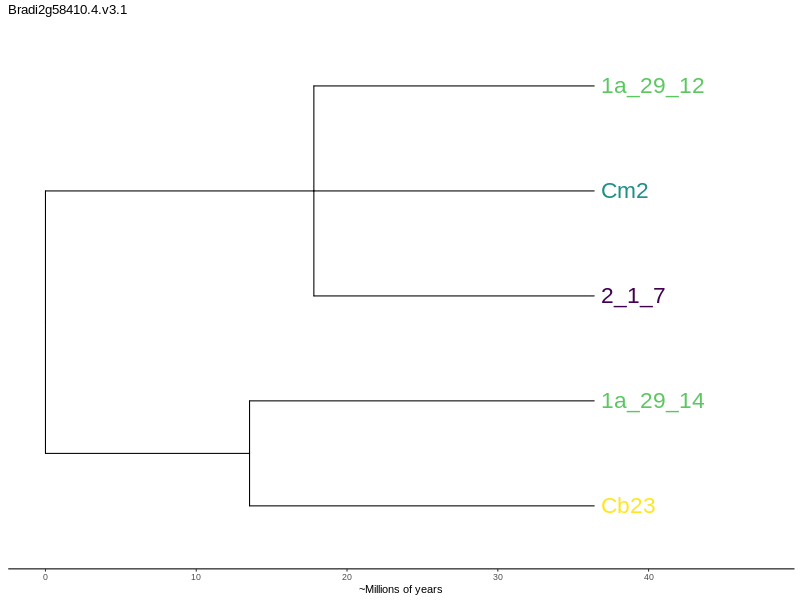 Bradi2g58410.4.v3.1
1a_29_12
Cm2
2_1_7
1a_29_14
Cb23
0 10 20 30 40
~Millions of years